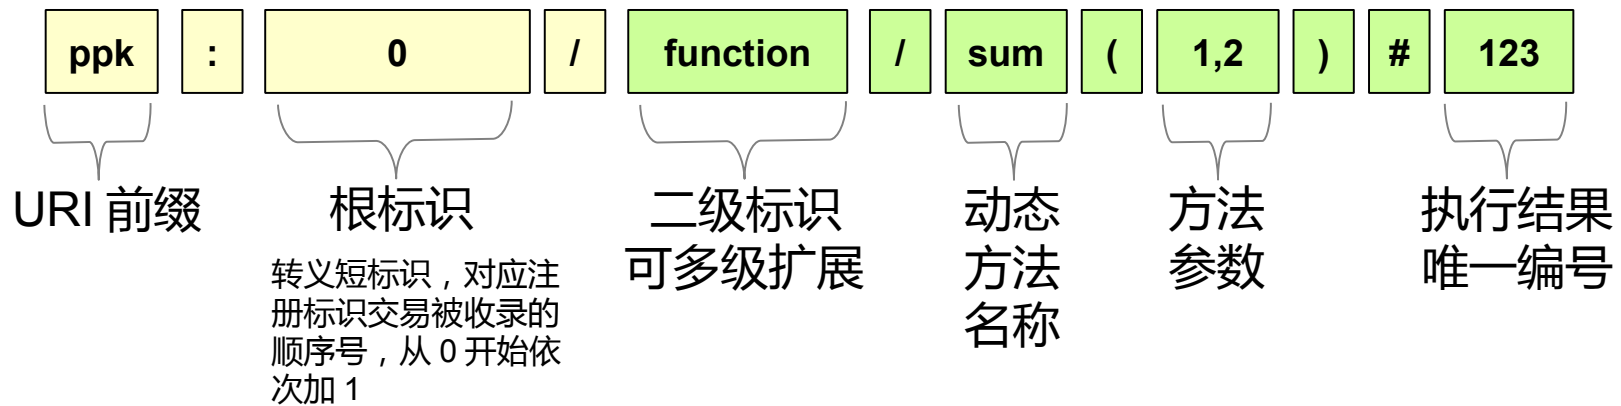 ppk : 0 / function / sum ( 1,2 ) # 123
URI 前缀 根标识 二级标识 动态 方法 执行结果
可多级扩展 方法 参数 唯一编号
名称
转义短标识，对应注
册标识交易被收录的
顺序号，从 0 开始依
次加 1